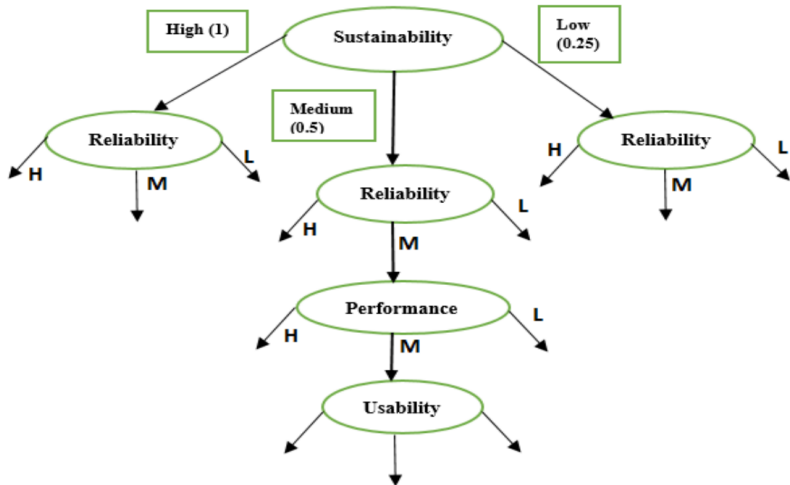 Sustainability
High (1)
Low
(0.25)
Medium
(0.5)
Reliability
H
M
L
Reliability
H
M
L
Reliability
H
M
L
Performance
H
M
L
Usability